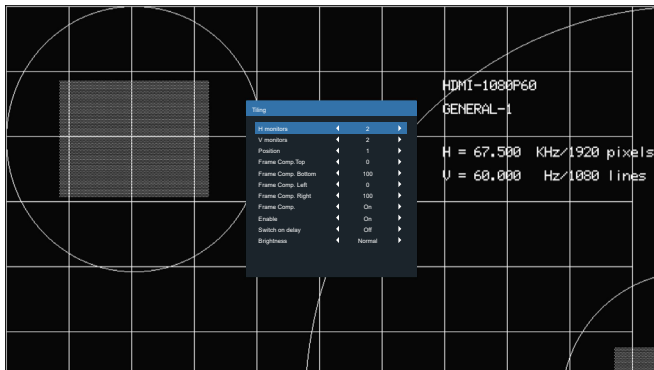 HDMI-1080P60
GENERAL-1
H = 67.500 KHz/1920 pixels
V = 60.000 Hz/1080 lines
Tiling
H monitors 2
V monitors 2
Position 1
Frame Comp.Top 0
Frame Comp. Bottom 100
Frame Comp. Left 0
Frame Comp. Right 100
Frame Comp. On
Enable On
Switch on delay Off
Brightness Normal